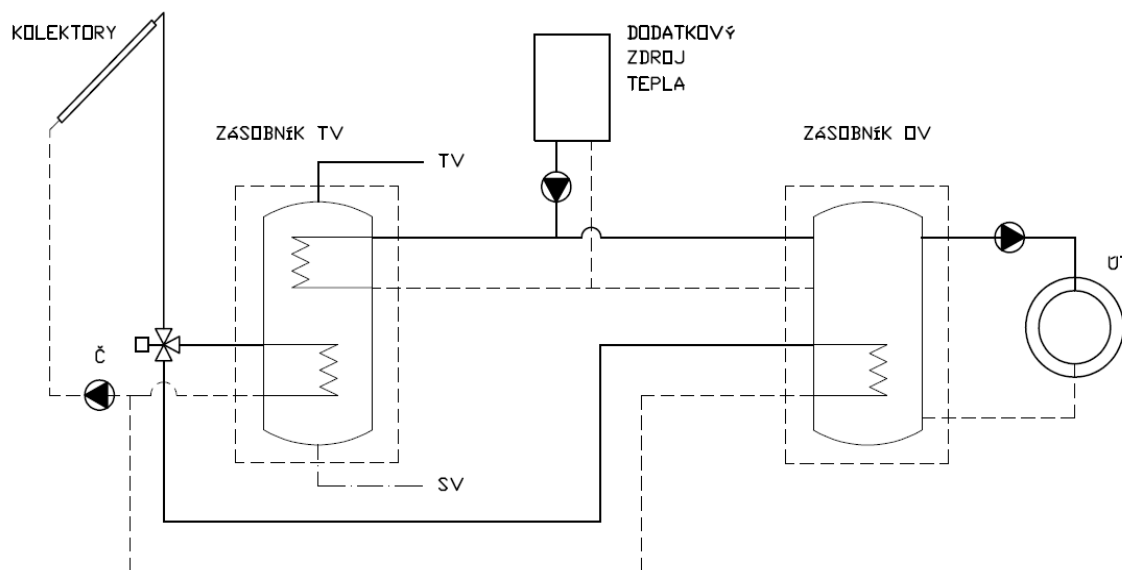 KOLEKTORY
DODATKOVÝ
ZDROJ
TEPLA
ZÁSOBNÍK TV
ZÁSOBNÍK OV
TV
Č
SV